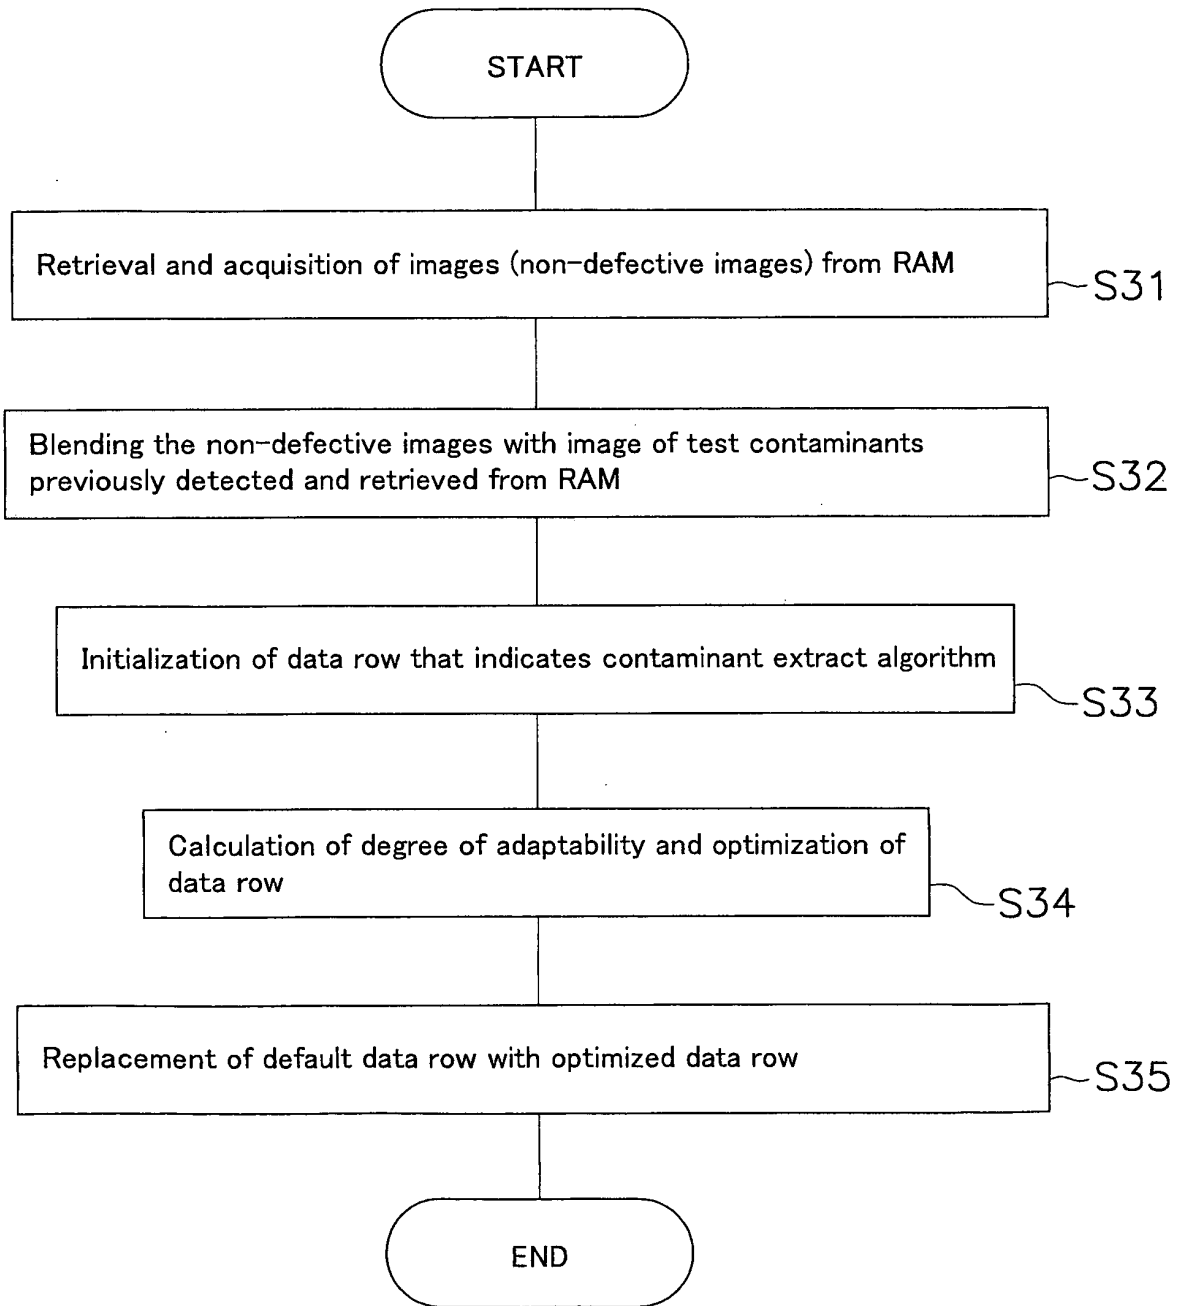 START
Retrieval and acquisition of images (non-defective images) from RAM
S31
Blending the non-defective images with image of test contaminants
previously detected and retrieved from RAM
S32
Initialization of data row that indicates contaminant extract algorithm
S33
Calculation of degree of adaptability and optimization of
data row
S34
Replacement of default data row with optimized data row
S35
END